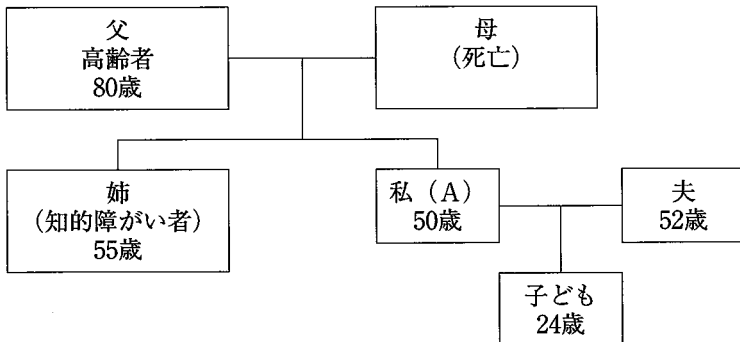 父
高齢者
80歳
母
(死亡)
姉
(知的障がい者)
55歳
私（A）
50歳
夫
52歳
子ども
24歳